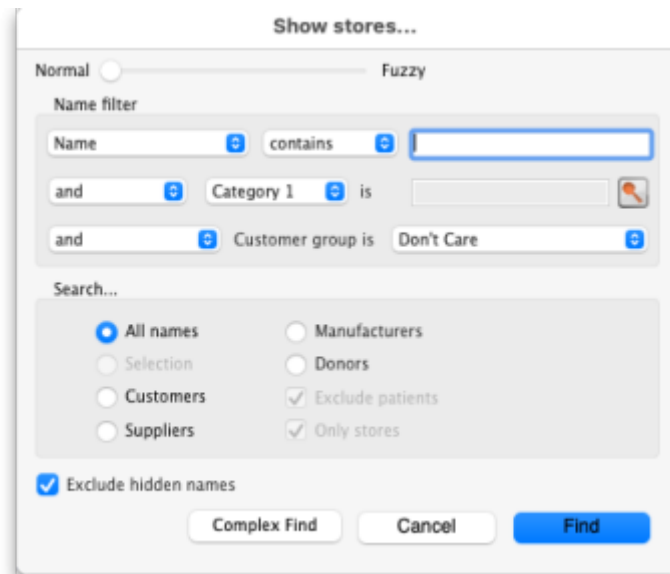 Show stores...
Normal Fuzzy
Name filter
Name contains
and Category 1 is
and Customer group is Don't Care
Search...
All names Manufacturers
Selection Donors
Customers Exclude patients
Suppliers Only stores
Exclude hidden names
Complex Find Cancel Find